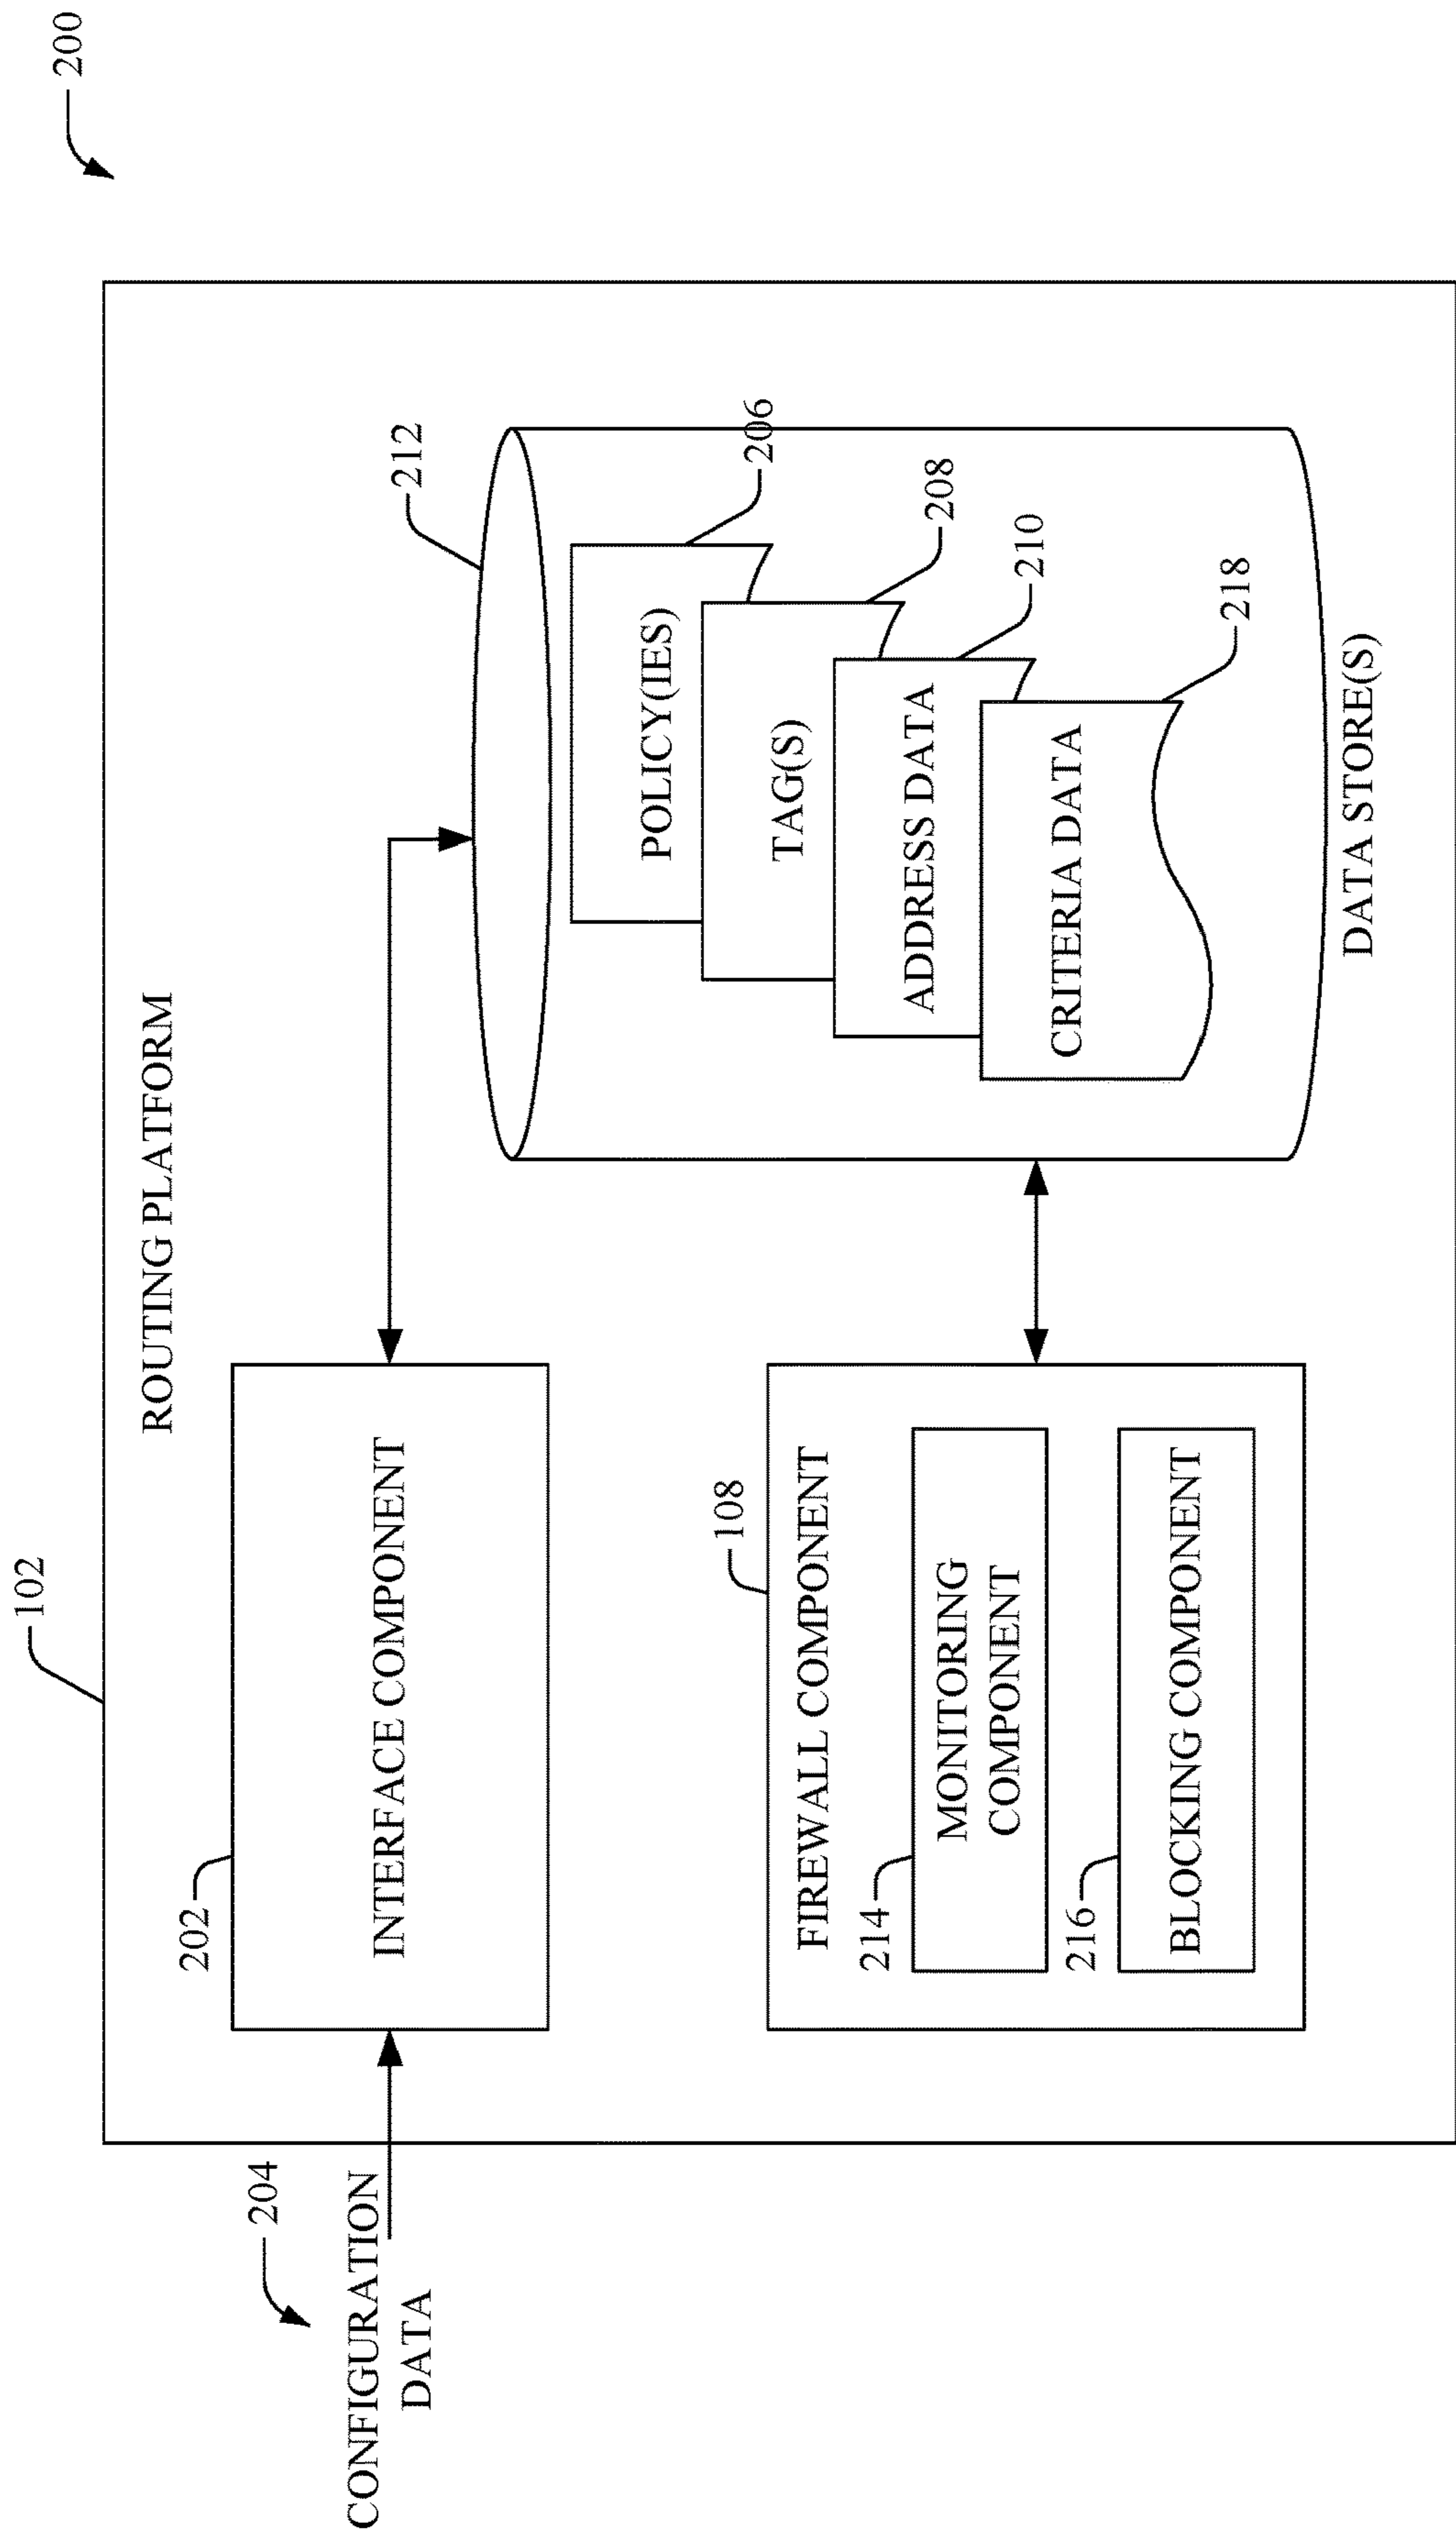 200
102
ROUTING PLATFORM
204
CONFIGURATION
DATA
202
INTERFACE COMPONENT
212
POLICY(IES)
206
TAG(S)
208
ADDRESS DATA
210
CRITERIA DATA
218
DATA STORE(S)
108
FIREWALL COMPONENT
214
MONITORING
COMPONENT
216
BLOCKING COMPONENT